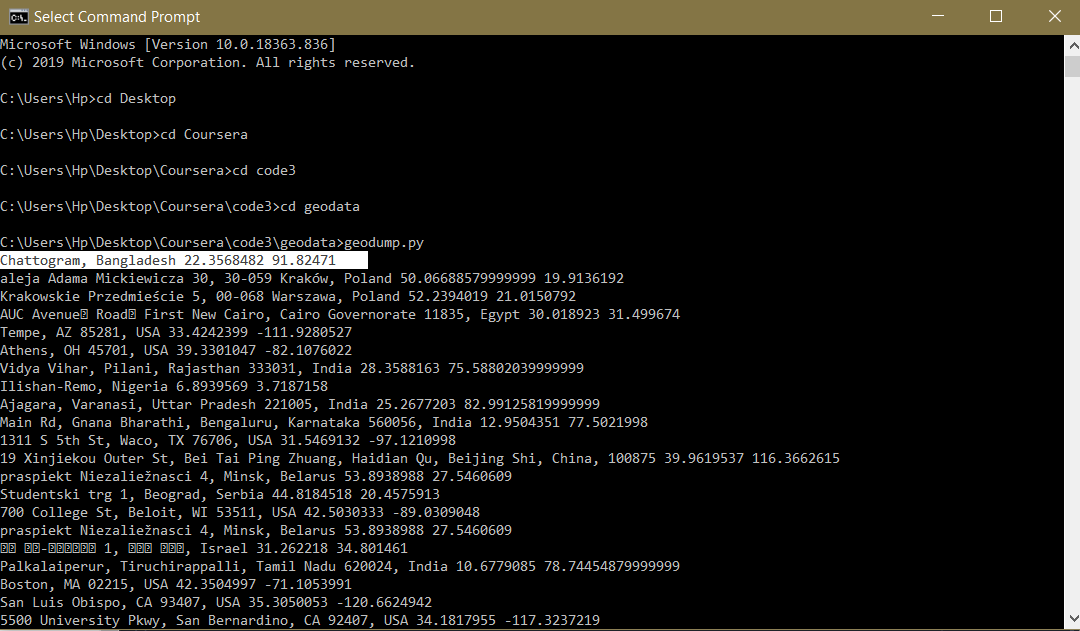 Select Command Prompt
Microsoft Windows [Version 10.0.18363.836]
(c) 2019 Microsoft Corporation. All rights reserved.
C:\Users\Hp>cd Desktop
C:\Users\Hp\Desktop>cd Coursera
C:\Users\Hp\Desktop\Coursera>cd code3
C:\Users\Hp\Desktop\Coursera\code3>cd geodata
C:\Users\Hp\Desktop\Coursera\code3\geodata>geodump.py
Chattogram, Bangladesh 22.3568482 91.82471
aleja Adama Mickiewicza 30, 30-059 Kraków, Poland 50.06688579999999 19.9136192
Krakowskie Przedmieście 5, 00-068 Warszawa, Poland 52.2394019 21.0150792
AUC Avenue Road First New Cairo, Cairo Governorate 11835, Egypt 30.018923 31.499674
Tempe, AZ 85281, USA 33.4242399 -111.9280527
Athens, OH 45701, USA 39.3301047 -82.1076022
Vidya Vihar, Pilani, Rajasthan 333031, India 28.3588163 75.58802039999999
Ilishan-Remo, Nigeria 6.8939569 3.7187158
Ajagara, Varanasi, Uttar Pradesh 221005, India 25.2677203 82.99125819999999
Main Rd, Gnana Bharathi, Bengaluru, Karnataka 560056, India 12.9504351 77.5021998
1311 S 5th St, Waco, TX 76706, USA 31.5469132 -97.1210998
19 Xinjiekou Outer St, Bei Tai Ping Zhuang, Haidian Qu, Beijing Shi, China, 100875 39.9619537 116.3662615
praspiekt Niezaliežnasci 4, Minsk, Belarus 53.8938988 27.5460609
Studentski trg 1, Beograd, Serbia 44.8184518 20.4575913
700 College St, Beloit, WI 53511, USA 42.5030333 -89.0309048
praspiekt Niezaliežnasci 4, Minsk, Belarus 53.8938988 27.5460609
1, Israel 31.262218 34.801461
Palkalaiperur, Tiruchirappalli, Tamil Nadu 620024, India 10.6779085 78.74454879999999
Boston, MA 02215, USA 42.3504997 -71.1053991
San Luis Obispo, CA 93407, USA 35.3050053 -120.6624942
5500 University Pkwy, San Bernardino, CA 92407, USA 34.1817955 -117.3237219